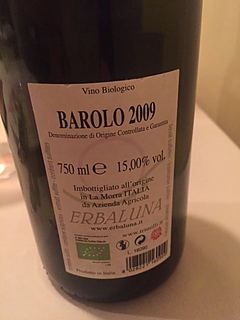 Vino Biologico
BAROLO 2009
Denominazione di Origine Controllata e Garantita
750 ml e 15,00% vol.
Imbottigliato all'origine
in La Morra ITALIA
da Azienda Agricola
ERBALUNA
www.erbaluna.it
Prodotto in Italia